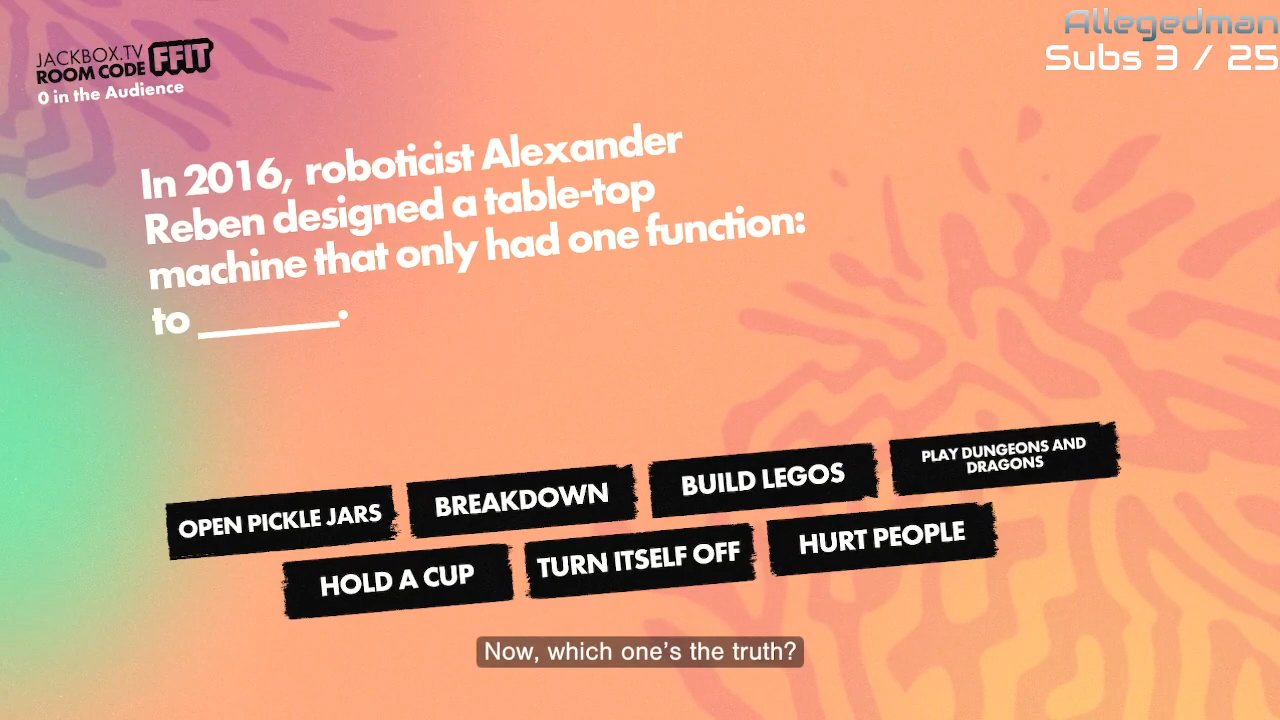 JACKBOX.TV
ROOM CODE FFIT
0 in the Audience
Allegedman
Subs 3 / 25
In 2016, roboticist Alexander
Reben designed a table-top
machine that only had one function:
to _______.
OPEN PICKLE JARS
BREAKDOWN
BUILD LEGOS
PLAY DUNGEONS AND
DRAGONS
HOLD A CUP
TURN ITSELF OFF
HURT PEOPLE
Now, which one's the truth?